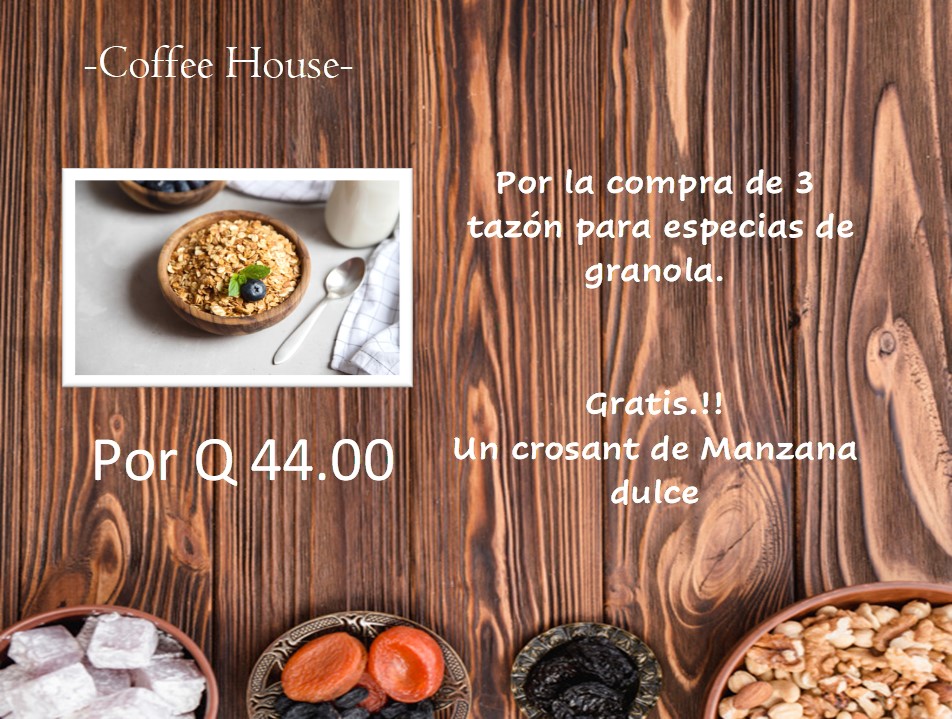 -Coffee House-
Por la compra de 3
tazón para especias de
granola.
Gratis.!!
Un crosant de Manzana
dulce
Por Q 44.00